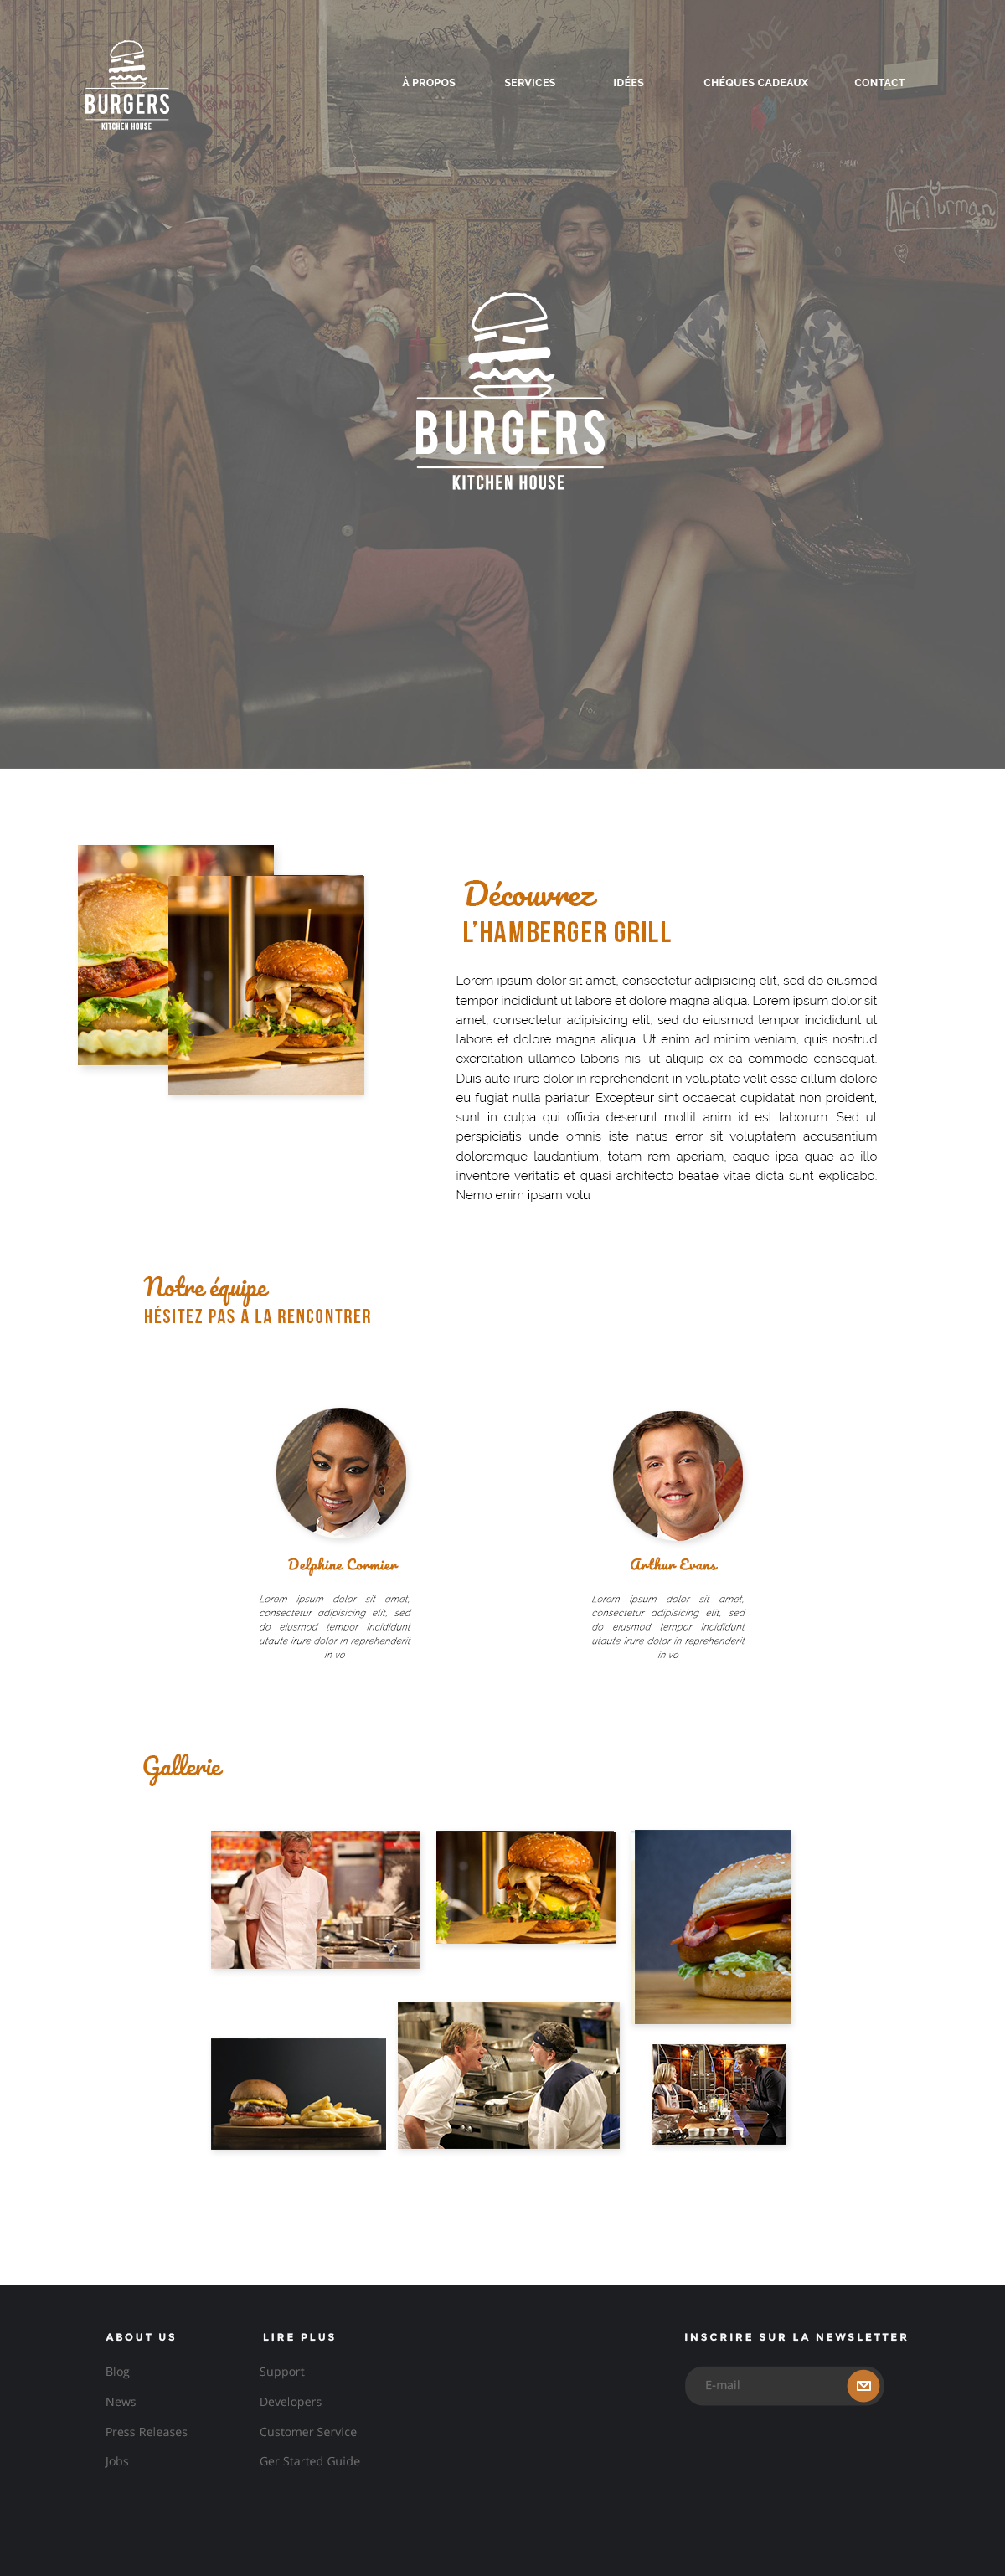 BURGERS
KITCHEN HOUSE
À PROPOS
SERVICES
IDÉES
CHÉQUES CADEAUX
CONTACT
MOE
Alan Turman
2011
BURGERS
KITCHEN HOUSE
Découvrez
L'HAMBERGER GRILL
Lorem ipsum dolor sit amet, consectetur adipisicing elit, sed do eiusmod
tempor incididunt ut labore et dolore magna aliqua. Lorem ipsum dolor sit
amet, consectetur adipisicing elit, sed do eiusmod tempor incididunt ut
labore et dolore magna aliqua. Ut enim ad minim veniam, quis nostrud
exercitation ullamco laboris nisi ut aliquip ex ea commodo consequat.
Duis aute irure dolor in reprehenderit in voluptate velit esse cillum dolore
eu fugiat nulla pariatur. Excepteur sint occaecat cupidatat non proident,
sunt in culpa qui officia deserunt mollit anim id est laborum. Sed ut
perspiciatis unde omnis iste natus error sit voluptatem accusantium
doloremque laudantium, totam rem aperiam, eaque ipsa quae ab illo
inventore veritatis et quasi architecto beatae vitae dicta sunt explicabo.
Nemo enim ipsam volu
Notre équipe
HÉSITEZ PAS A LA RENCONTRER
Delphine Cormier
Lorem ipsum dolor sit amet,
consectetur adipisicing elit, sed
do eiusmod tempor incididunt
utaute irure dolor in reprehenderit
in vo
Arthur Evans
Lorem ipsum dolor sit amet,
consectetur adipisicing elit, sed
do eiusmod tempor incididunt
utaute irure dolor in reprehenderit
in vo
Gallerie
ABOUT US
Blog
News
Press Releases
Jobs
LIRE PLUS
Support
Developers
Customer Service
Ger Started Guide
INSCRIRE SUR LA NEWSLETTER
E-mail